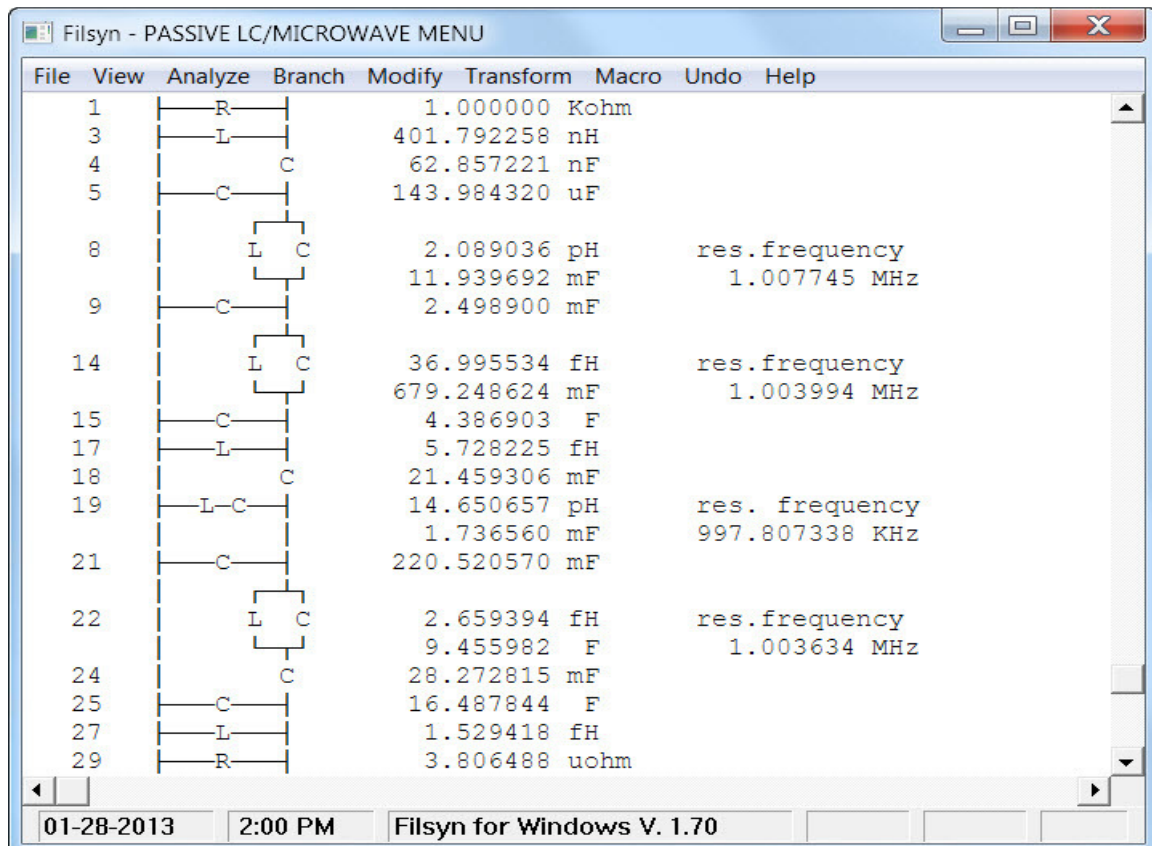 Filsyn - PASSIVE LC/MICROWAVE MENU
File View Analyze Branch Modify Transform Macro Undo Help
1 R 1.000000 Kohm
3 L 401.792258 nH
4 C 62.857221 nF
5 C 143.984320 uF
8 L C 2.089036 pH res.frequency
11.939692 mF 1.007745 MHz
9 C 2.498900 mF
14 L C 36.995534 fH res.frequency
679.248624 mF 1.003994 MHz
15 C 4.386903 F
17 L 5.728225 fH
18 C 21.459306 mF
19 L-C 14.650657 pH res. frequency
1.736560 mF 997.807338 KHz
21 C 220.520570 mF
22 L C 2.659394 fH res.frequency
9.455982 F 1.003634 MHz
24 C 28.272815 mF
25 C 16.487844 F
27 L 1.529418 fH
29 R 3.806488 uohm
01-28-2013 2:00 PM Filsyn for Windows V. 1.70